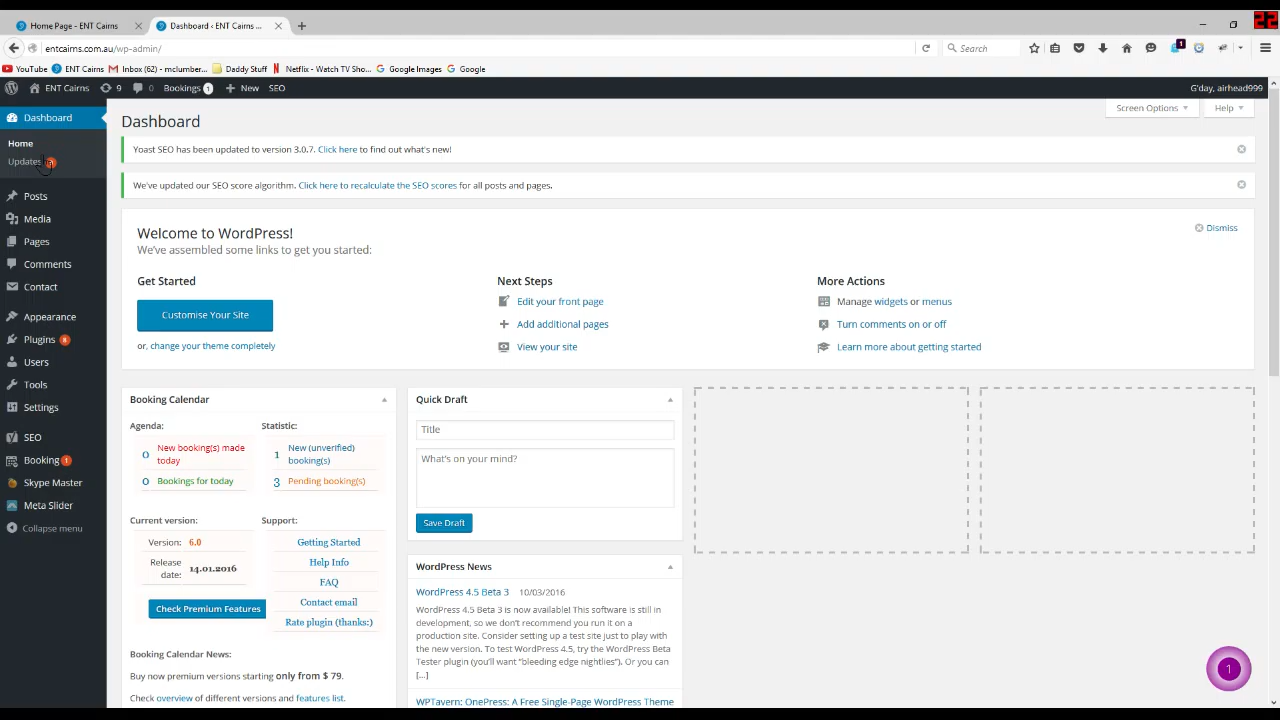 22
Home Page - ENT Cairns
Dashboard ‹ ENT Cairns ...
entcairns.com.au/wp-admin/
Search
1
YouTube
ENT Cairns
Inbox (62) - mclumber...
Daddy Stuff
Netflix - Watch TV Sho...
Google Images
Google
ENT Cairns
9
0
Bookings 1
New
SEO
G'day, airhead999
Dashboard
Home
Updates
Posts
Media
Pages
Comments
Contact
Appearance
Plugins 8
Users
Tools
Settings
SEO
Booking 1
Skype Master
Meta Slider
Collapse menu
Screen Options
Help
Dashboard
Yoast SEO has been updated to version 3.0.7. Click here to find out what's new!
We've updated our SEO score algorithm. Click here to recalculate the SEO scores for all posts and pages.
Welcome to WordPress!
Dismiss
We've assembled some links to get you started:
Get Started
Customise Your Site
or, change your theme completely
Next Steps
Edit your front page
Add additional pages
View your site
More Actions
Manage widgets or menus
Turn comments on or off
Learn more about getting started
Booking Calendar
Agenda:
0 New booking(s) made
today
0 Bookings for today
Statistic:
1 New (unverified)
booking(s)
3 Pending booking(s)
Current version:
Version: 6.0
Release
date: 14.01.2016
Check Premium Features
Support:
Getting Started
Help Info
FAQ
Contact email
Rate plugin (thanks:)
Booking Calendar News:
Buy now premium versions starting only from $ 79.
Check overview of different versions and features list.
Quick Draft
Title
What's on your mind?
Save Draft
WordPress News
WordPress 4.5 Beta 3 10/03/2016
WordPress 4.5 Beta 3 is now available! This software is still in
development, so we don't recommend you run it on a
production site. Consider setting up a test site just to play with
the new version. To test WordPress 4.5, try the WordPress Beta
Tester plugin (you'll want "bleeding edge nightlies"). Or you can
[...]
WPTavern: OnePress: A Free Single-Page WordPress Theme
1